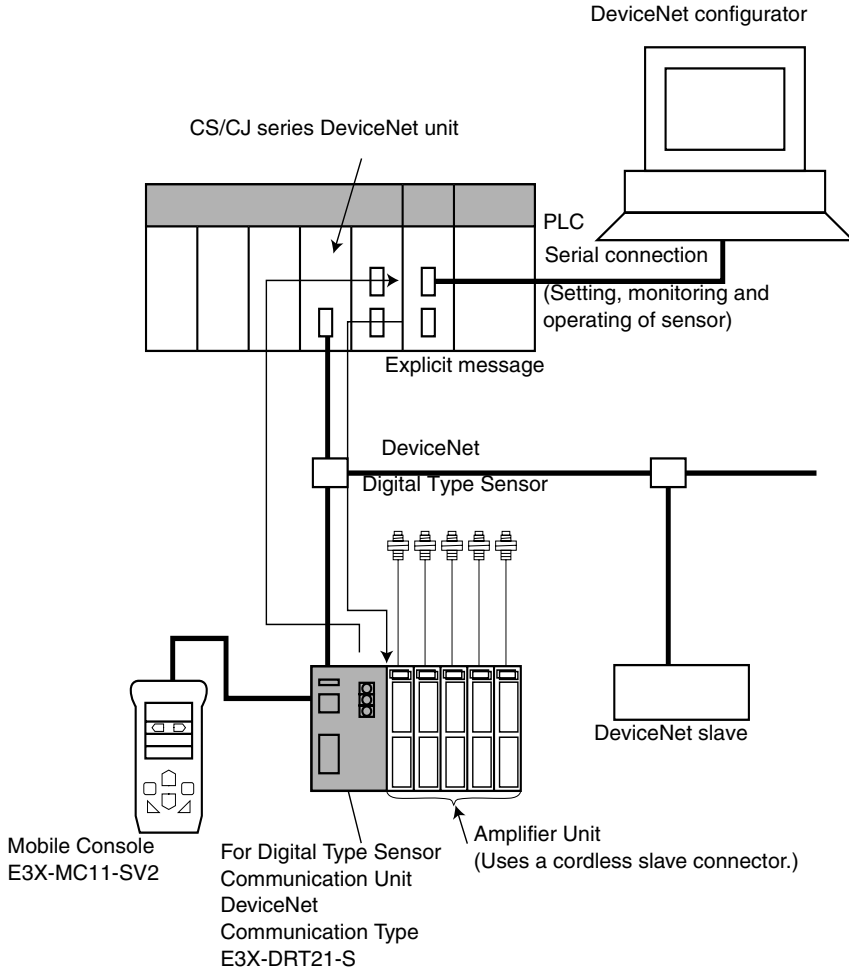 DeviceNet configurator
CS/CJ series DeviceNet unit
PLC
Serial connection
(Setting, monitoring and
operating of sensor)
Explicit message
DeviceNet
Digital Type Sensor
DeviceNet slave
Mobile Console
E3X-MC11-SV2
For Digital Type Sensor
Communication Unit
DeviceNet
Communication Type
E3X-DRT21-S
Amplifier Unit
(Uses a cordless slave connector.)